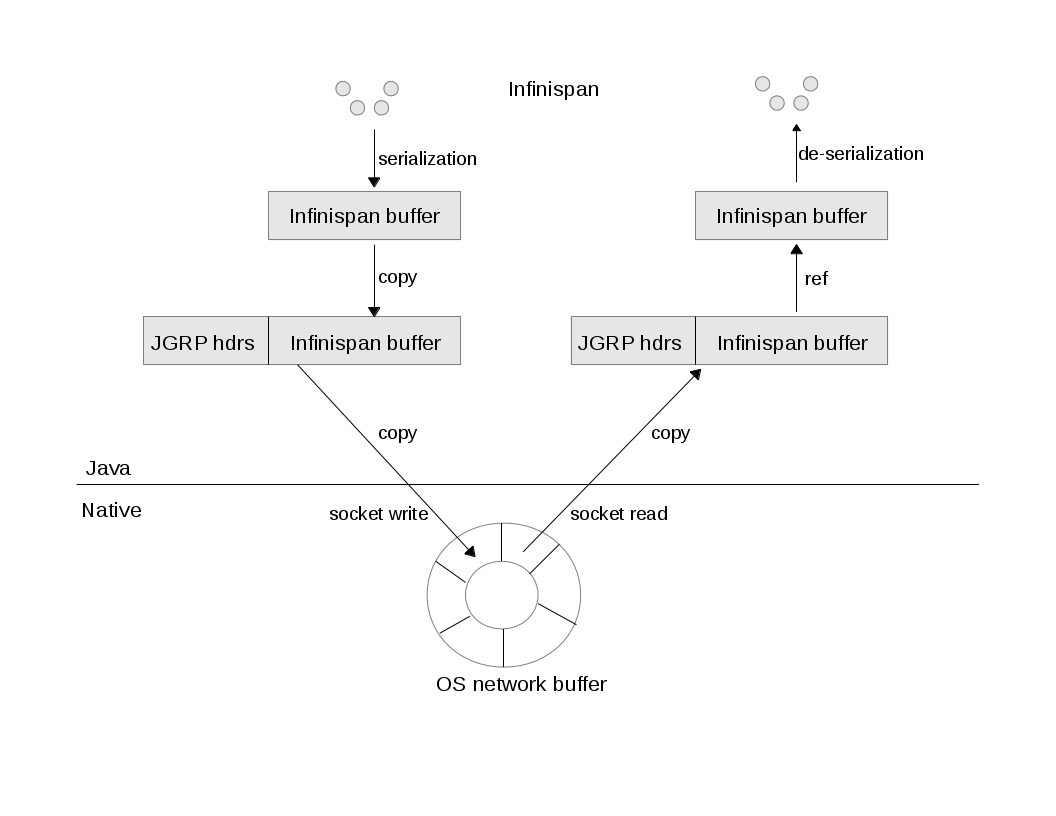 Infinispan
serialization
de-serialization
Infinispan buffer
Infinispan buffer
copy
ref
JGRP hdrs
Infinispan buffer
JGRP hdrs
Infinispan buffer
copy
copy
Java
Native
socket write
socket read
OS network buffer